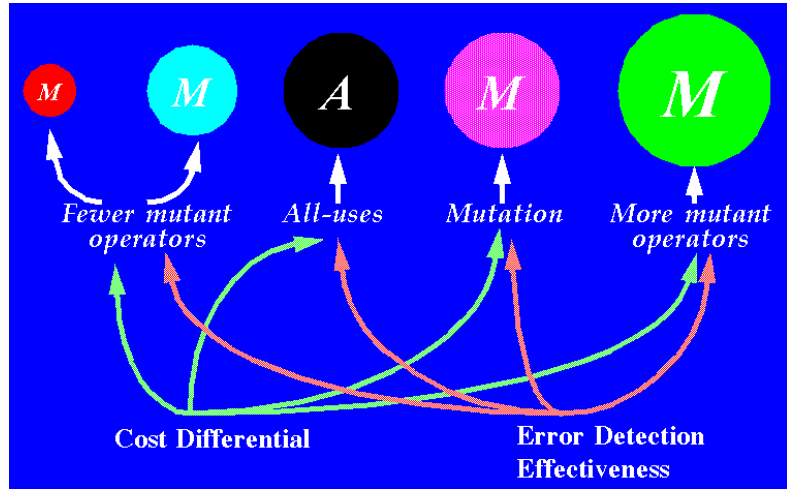 M
M
A
M
M
Fewer mutant
operators
All-uses
Mutation
More mutant
operators
Cost Differential
Error Detection
Effectiveness